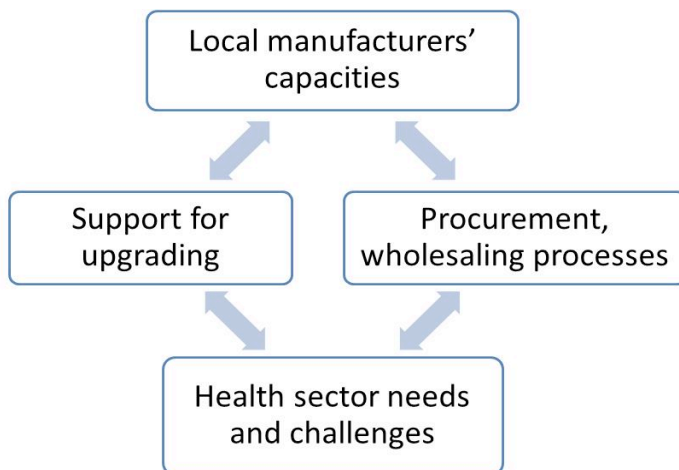 Local manufacturers’
capacities
Support for
upgrading
Procurement,
wholesaling processes
Health sector needs
and challenges